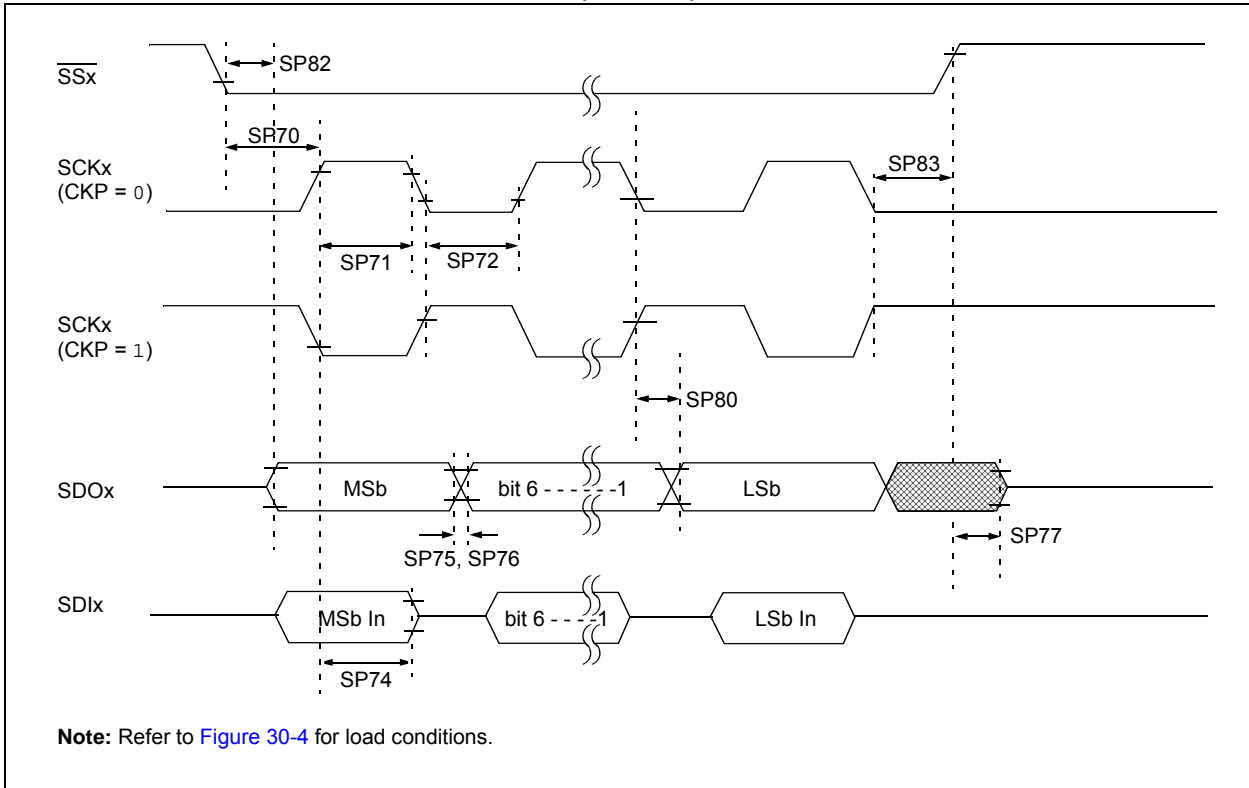 SSx
SP82
SP70
SCKx
(CKP = 0)
SP83
SP71
SP72
SCKx
(CKP = 1)
SP80
SDOx
MSb
bit 6 - - - - - -1
LSb
SP75, SP76
SP77
SDIx
MSb In
bit 6 - - - -1
LSb In
SP74
Note: Refer to Figure 30-4 for load conditions.